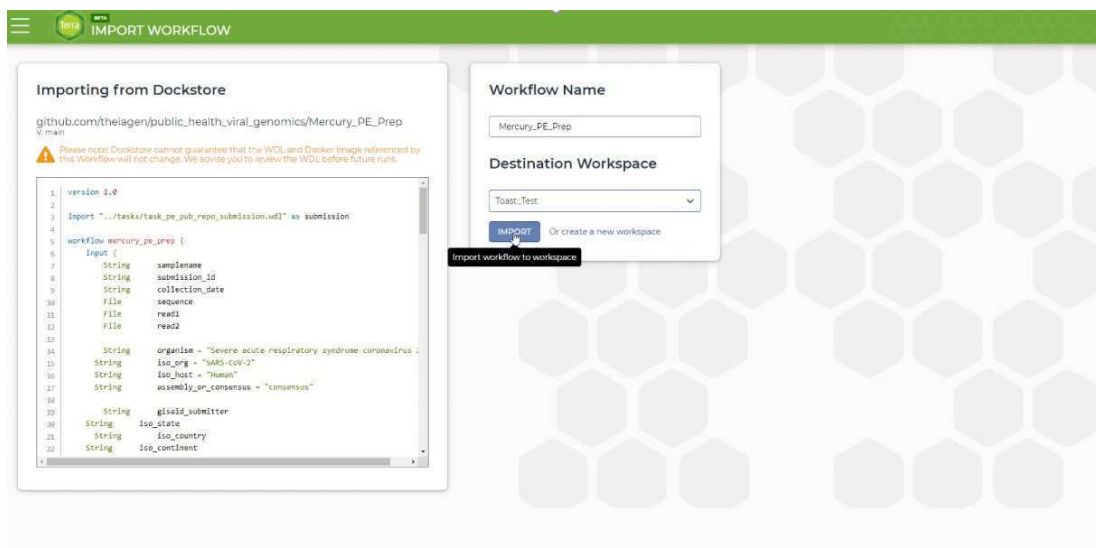 Terra
BETA
IMPORT WORKFLOW
Importing from Dockstore
github.com/theiagen/public_health_viral_genomics/Mercury_PE_Prep
V. main
Please note: Dockstore cannot guarantee that the WDL and Docker image referenced by
this Workflow will not change. We advise you to review the WDL before future runs.
1 version 1.0
2
3 import "../tasks/task_pe_pub_repo_submission.wdl" as submission
4
5 workflow mercury_pe_prep {
6 input {
7 String samplename
8 String submission_id
9 String collection_date
10 File sequence
11 File read1
12 File read2
13
14 String organism = "Severe acute respiratory syndrome coronavirus
15 String iso_org = "SARS-CoV-2"
16 String iso_host = "Human"
17 String assembly_or_consensus = "consensus"
18
19 String gisaid_submitter
20 String iso_state
21 String iso_country
22 String iso_continent
Workflow Name
Mercury_PE_Prep
Destination Workspace
Toast_Test
IMPORT Or create a new workspace
Import workflow to workspace